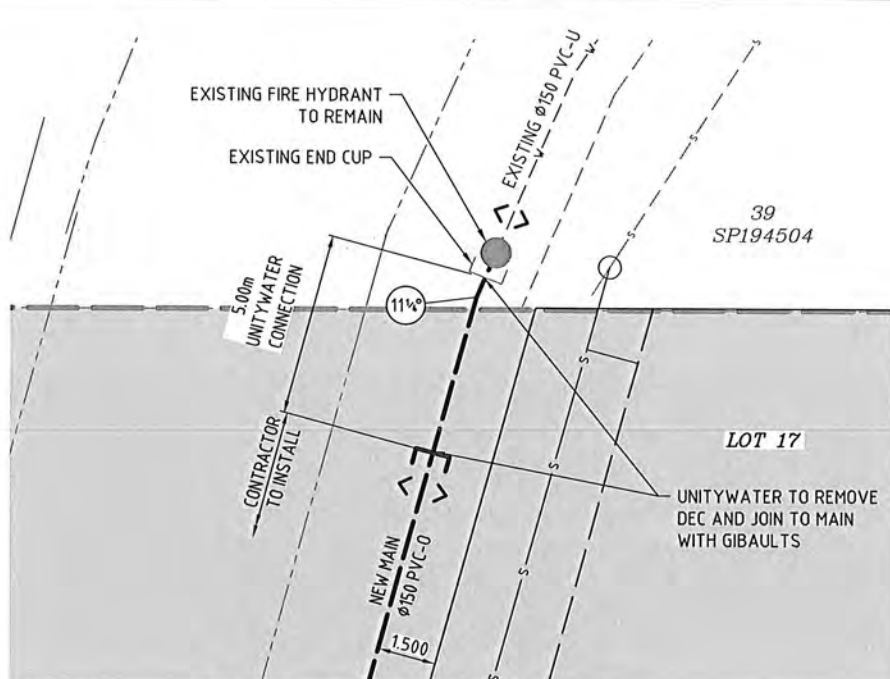 EXISTING FIRE HYDRANT
TO REMAIN
EXISTING END CUP
EXISTING Φ150 PVC-U
39
SP194504
5.00m
UNITYWATER
CONNECTION
11¼°
CONTRACTOR
TO INSTALL
LOT 17
UNITYWATER TO REMOVE
DEC AND JOIN TO MAIN
WITH GIBAULTS
NEW MAIN
Φ150 PVC-O
1.500
S
S
S
S
S
S
S
V
V